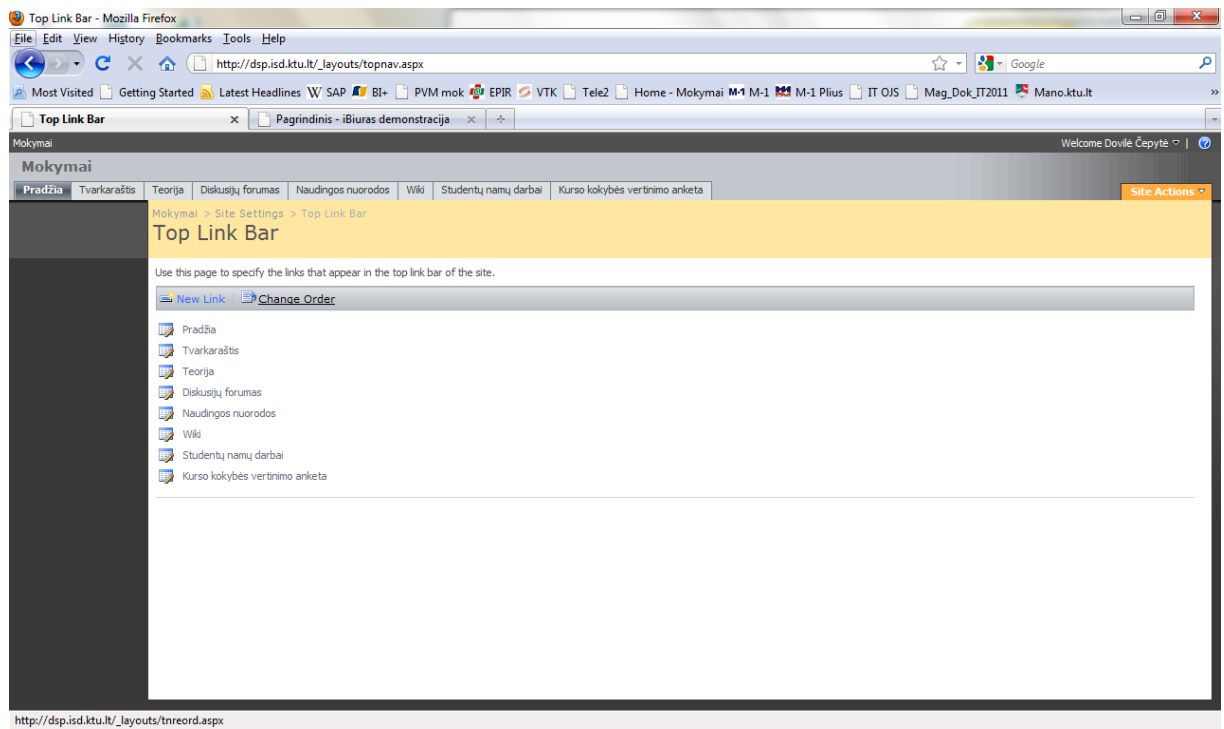 Top Link Bar - Mozilla Firefox
File Edit View History Bookmarks Tools Help
http://dsp.isd.ktu.lt/_layouts/topnav.aspx Google
Most Visited Getting Started Latest Headlines W SAP BI+ PVM mok EPIR VTK Tele2 Home - Mokymai M-1 M-1 M-1 Plius IT OJS Mag_Dok_IT2011 Mano.ktu.lt »
Top Link Bar Pagrindinis - iBiuras demonstracija
Mokymai Welcome Dovilė Čepytė
Mokymai
Pradžia Tvarkaraštis Teorija Diskusijų forumas Naudingos nuorodos Wiki Studentų namų darbai Kurso kokybės vertinimo anketa Site Actions
Mokymai > Site Settings > Top Link Bar
Top Link Bar
Use this page to specify the links that appear in the top link bar of the site.
New Link Change Order
Pradžia
Tvarkaraštis
Teorija
Diskusijų forumas
Naudingos nuorodos
Wiki
Studentų namų darbai
Kurso kokybės vertinimo anketa
http://dsp.isd.ktu.lt/_layouts/tnreord.aspx